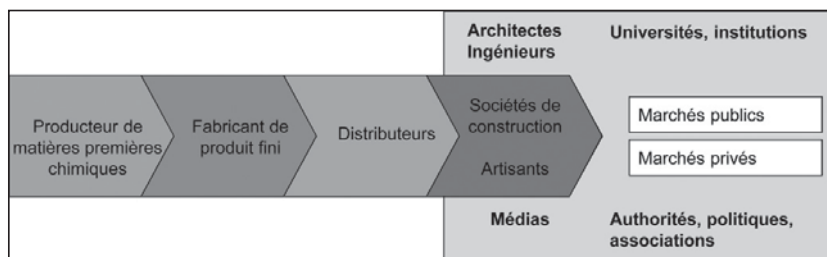 Architectes
Ingénieurs
Universités, institutions
Producteur de
matières premières
chimiques
Fabricant de
produit fini
Distributeurs
Sociétés de
construction
Artisants
Marchés publics
Marchés privés
Médias
Authorités, politiques,
associations